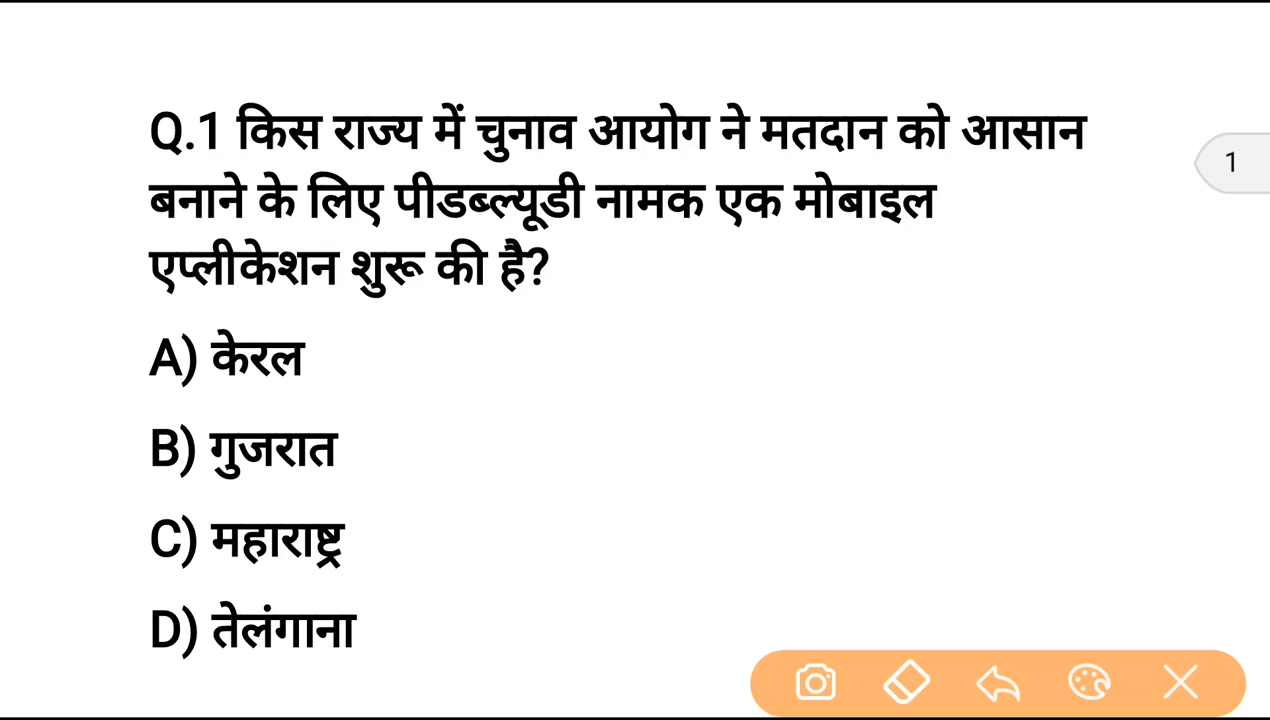 Q.1 किस राज्य में चुनाव आयोग ने मतदान को आसान
बनाने के लिए पीडब्ल्यूडी नामक एक मोबाइल
एप्लीकेशन शुरू की है?
1
A) केरल
B) गुजरात
C) महाराष्ट्र
D) तेलंगाना